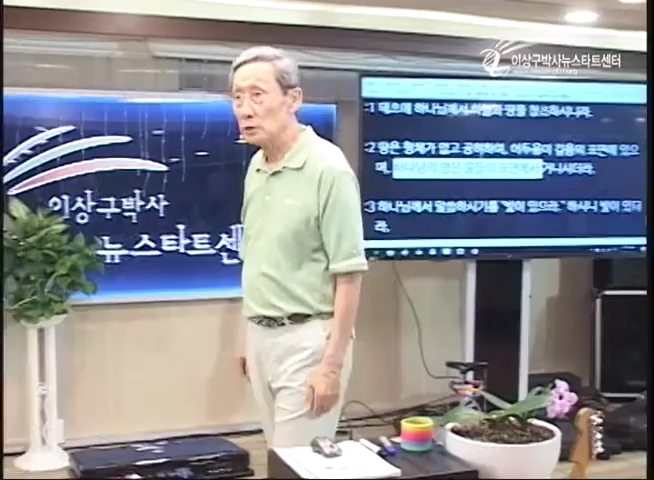 이상구박사뉴스타트센터
:1 태초에 하나님께서 하늘과 땅을 창조하시니라.
:2 땅은 형체가 없고 공허하며, 어두움이 깊음의 표면에 있으
며, 하나님의 영은 물들의 표면에서 거니시더라.
:3 하나님께서 말씀하시기를 "빛이 있으라." 하시니 빛이 있더
라.
이상구박사
뉴스타트센